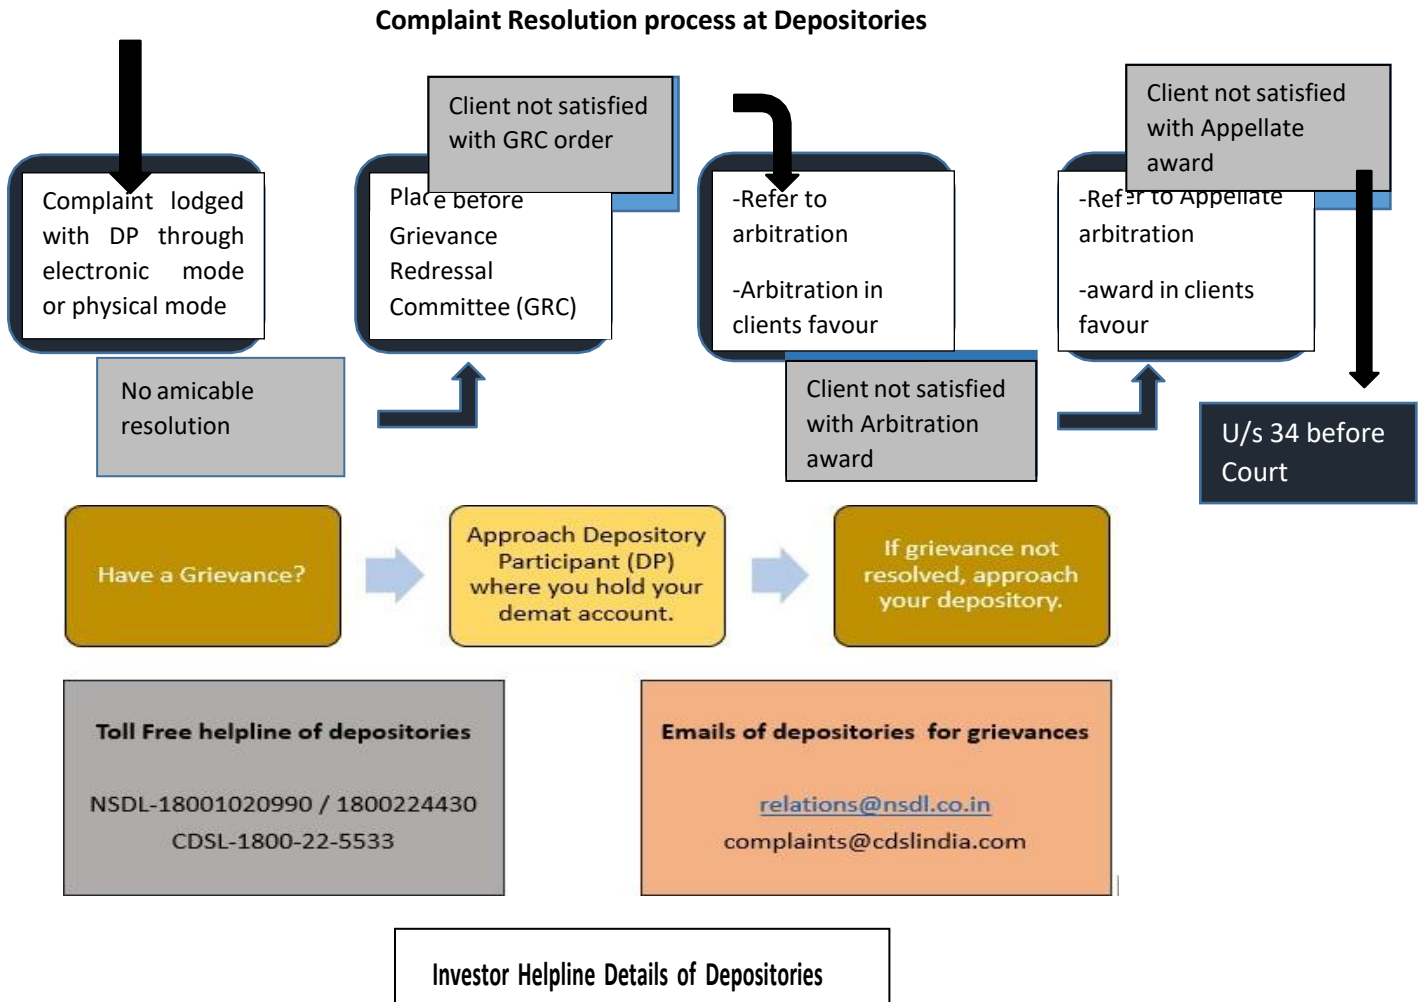 Complaint Resolution process at Depositories
Complaint lodged
with DP through
electronic mode
or physical mode
No amicable
resolution
Place before
Grievance
Redressal
Committee (GRC)
Client not satisfied
with GRC order
-Refer to
arbitration
-Arbitration in
clients favour
Client not satisfied
with Arbitration
award
-Refer to Appellate
arbitration
-award in clients
favour
Client not satisfied
with Appellate
award
U/s 34 before
Court
Have a Grievance?
Approach Depository
Participant (DP)
where you hold your
demat account.
If grievance not
resolved, approach
your depository.
Toll Free helpline of depositories
NSDL-18001020990 / 1800224430
CDSL-1800-22-5533
Emails of depositories for grievances
relations@nsdl.co.in
complaints@cdslindia.com
Investor Helpline Details of Depositories